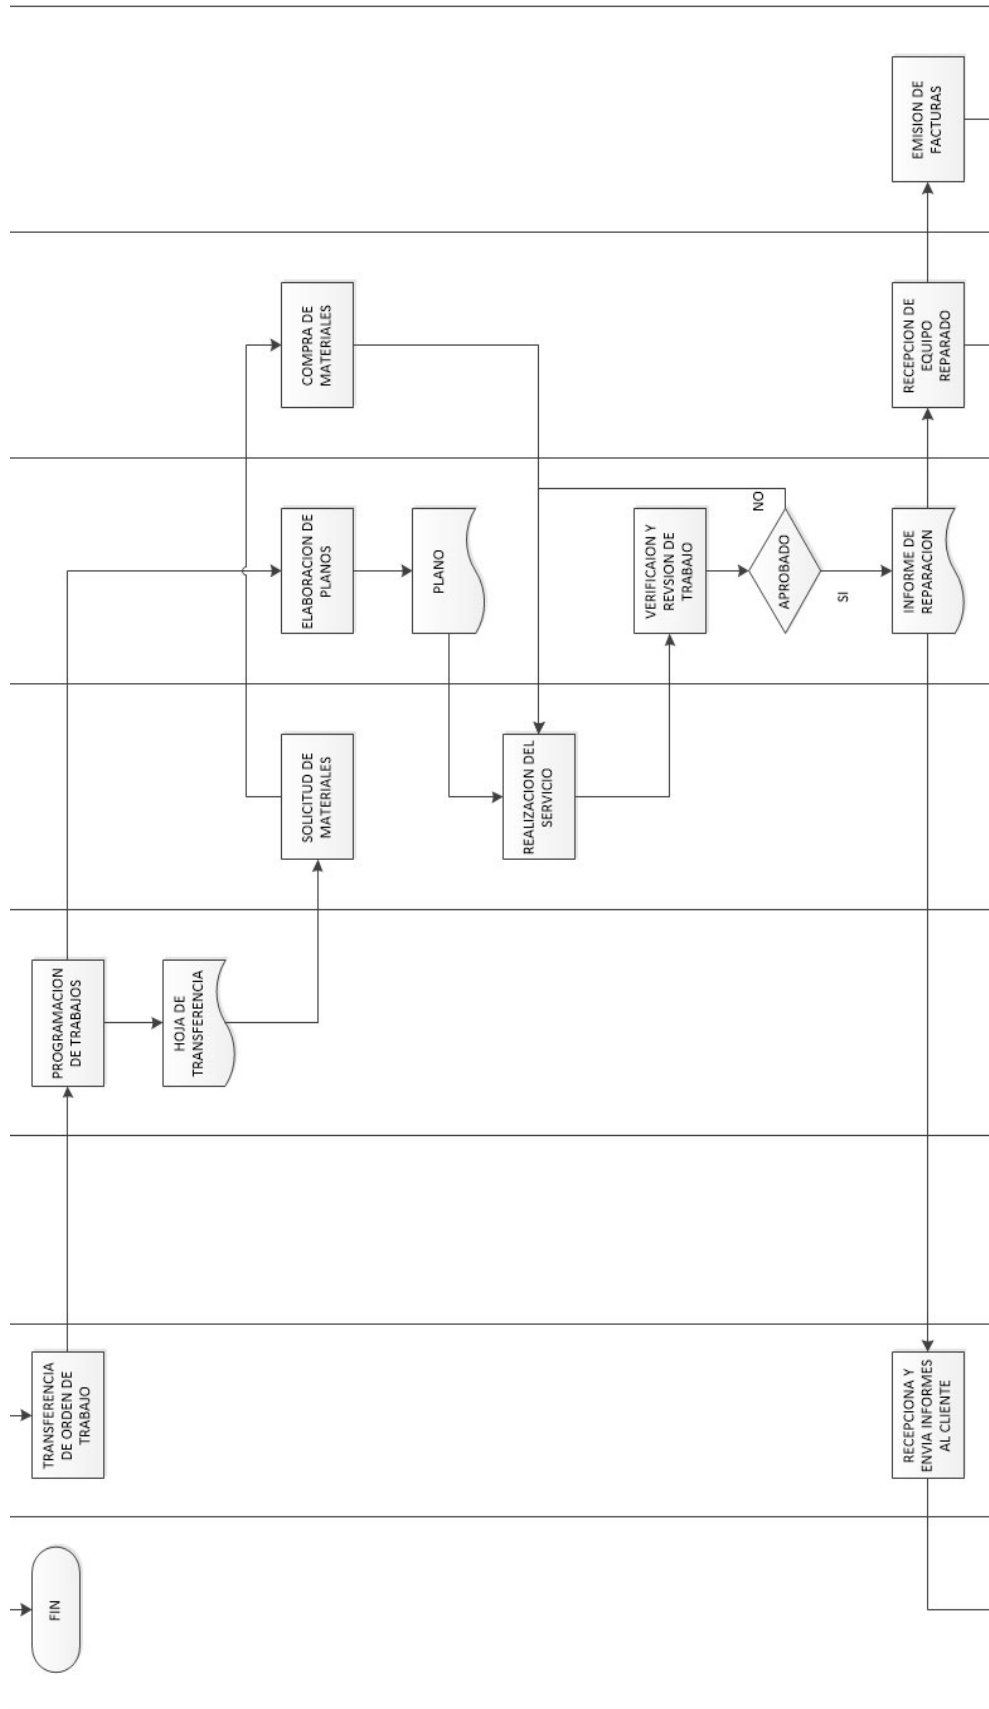 FIN
TRANSFERENCIA
DE ORDEN DE
TRABAJO
PROGRAMACION
DE TRABAJOS
HOJA DE
TRANSFERENCIA
SOLICITUD DE
MATERIALES
ELABORACION DE
PLANOS
COMPRA DE
MATERIALES
PLANO
REALIZACION DEL
SERVICIO
VERIFICAION Y
REVSION DE
TRABAJO
APROBADO
NO
SI
RECEPCIONA Y
ENVIA INFORMES
AL CLIENTE
INFORME DE
REPARACION
RECEPCION DE
EQUIPO
REPARADO
EMISION DE
FACTURAS